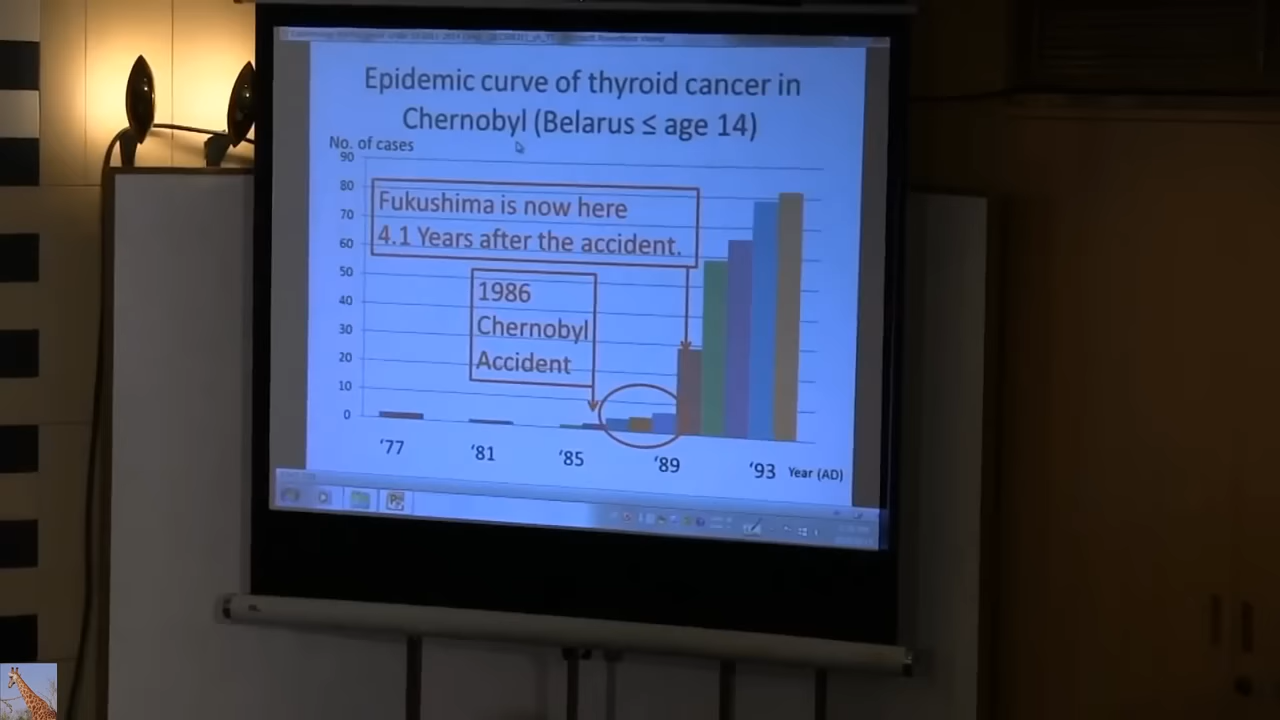 Epidemic curve of thyroid cancer in
Chernobyl (Belarus ≤ age 14)
No. of cases
90
80
70
60
50
40
30
20
10
0
Fukushima is now here
4.1 Years after the accident.
1986
Chernobyl
Accident
'77
'81
'85
'89
'93
Year (AD)